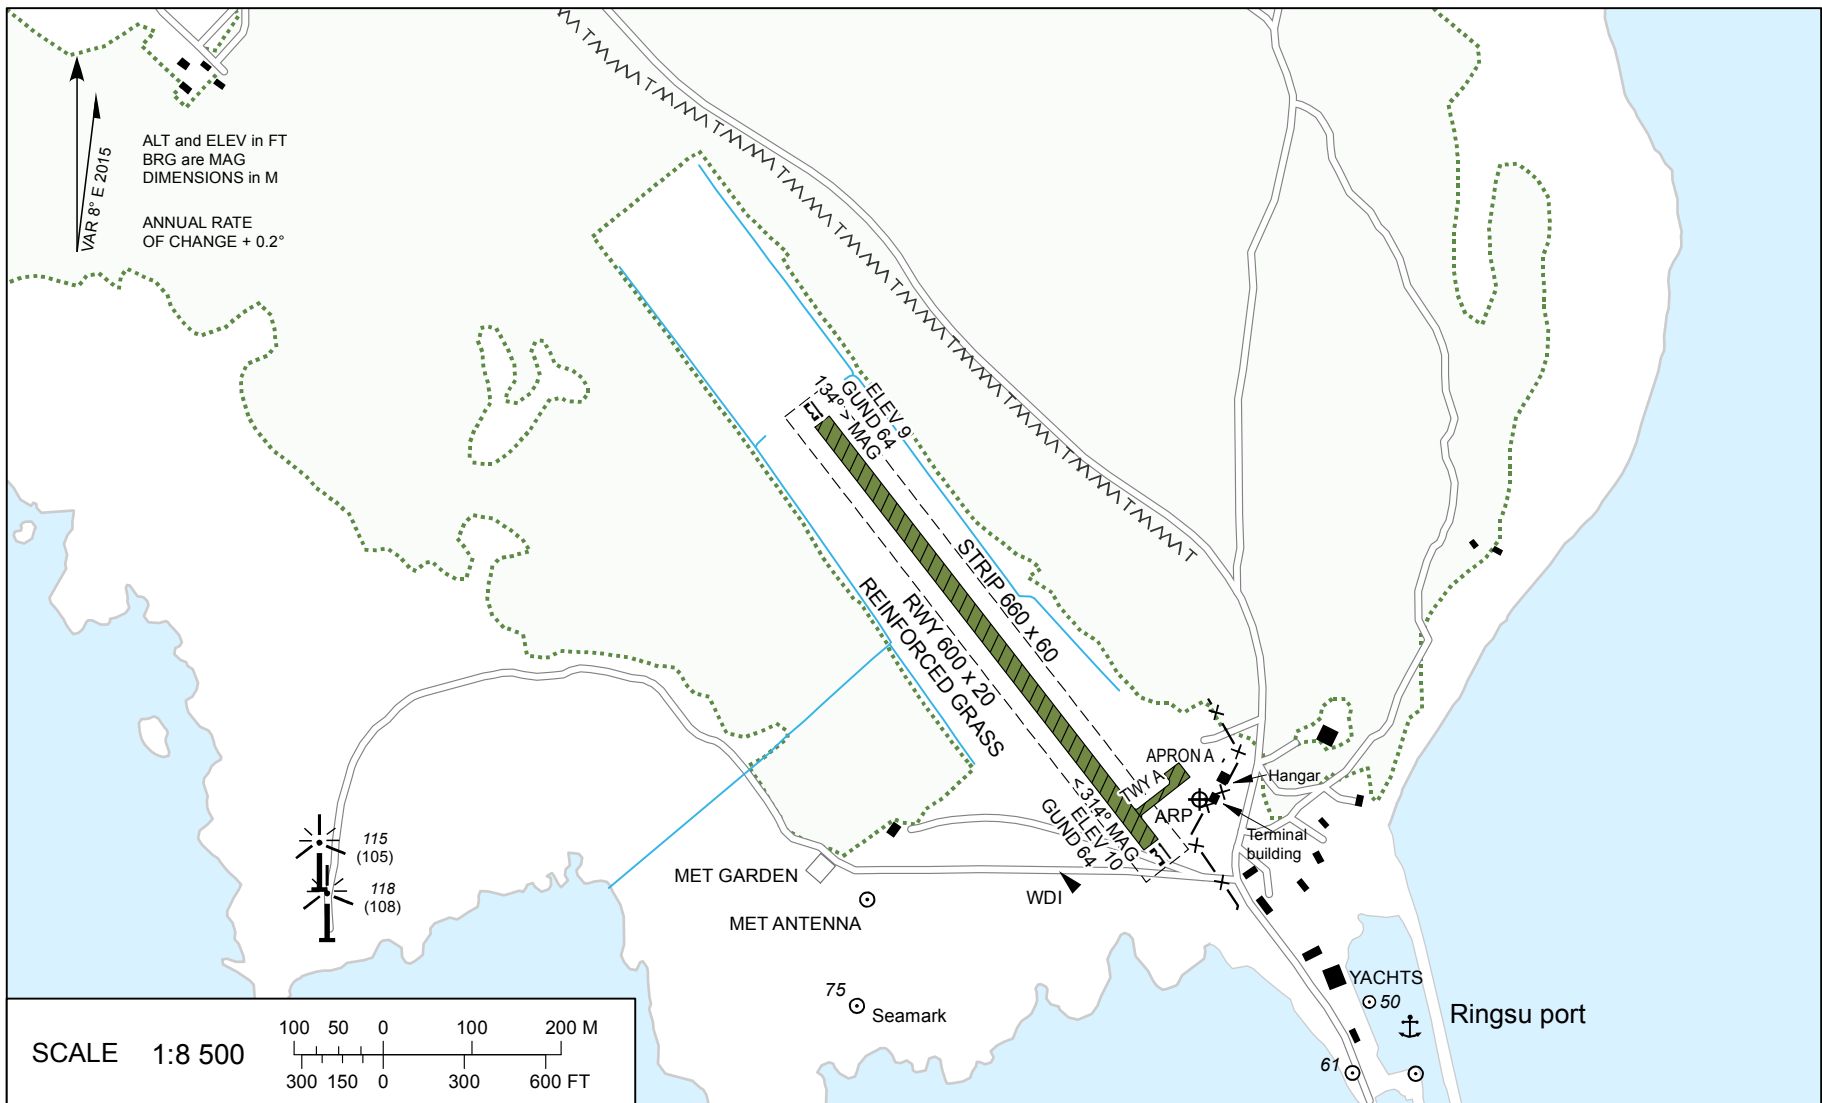 VAR 8° E 2015
ALT and ELEV in FT
BRG are MAG
DIMENSIONS in M
ANNUAL RATE
OF CHANGE + 0.2°
ELEV 9
GUND 64
134° > MAG
STRIP 660 x 60
RWY 600 x 20
REINFORCED GRASS
APRON A
TWY A
ARP
Hangar
Terminal
building
< 314° MAG
ELEV 10
GUND 64
115
(105)
118
(108)
MET GARDEN
MET ANTENNA
WDI
75
Seamark
YACHTS
50
Ringsu port
61
SCALE 1:8 500
100 50 0 100 200 M
300 150 0 300 600 FT